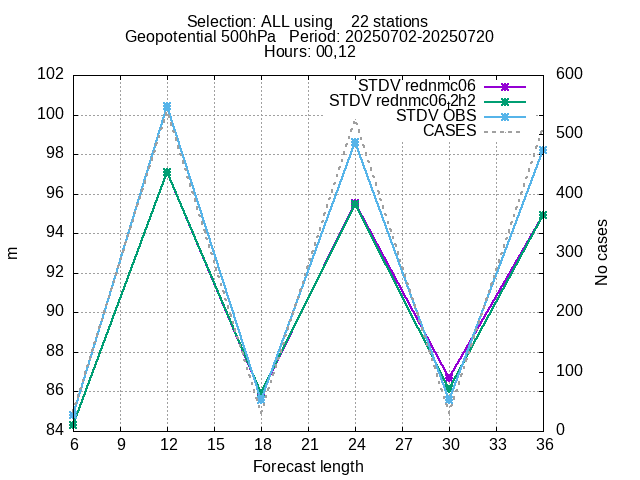 Selection: ALL using    22 stations
Geopotential 500hPa   Period: 20250702-20250720
Hours: 00,12
STDV rednmc06
STDV rednmc06,2h2
STDV OBS
CASES
102
100
98
96
94
92
90
88
86
84
600
500
400
300
200
100
0
m
No cases
6 9 12 15 18 21 24 27 30 33 36
Forecast length